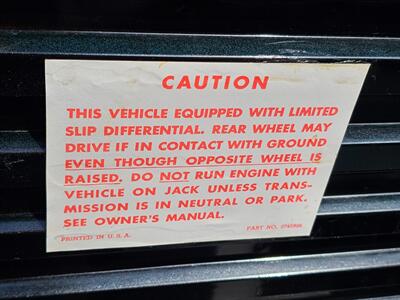 CAUTION
THIS VEHICLE EQUIPPED WITH LIMITED
SLIP DIFFERENTIAL. REAR WHEEL MAY
DRIVE IF IN CONTACT WITH GROUND
EVEN THOUGH OPPOSITE WHEEL IS
RAISED. DO NOT RUN ENGINE WITH
VEHICLE ON JACK UNLESS TRANS-
MISSION IS IN NEUTRAL OR PARK.
SEE OWNER'S MANUAL.
PART NO.
PRINTED IN U.S.A.